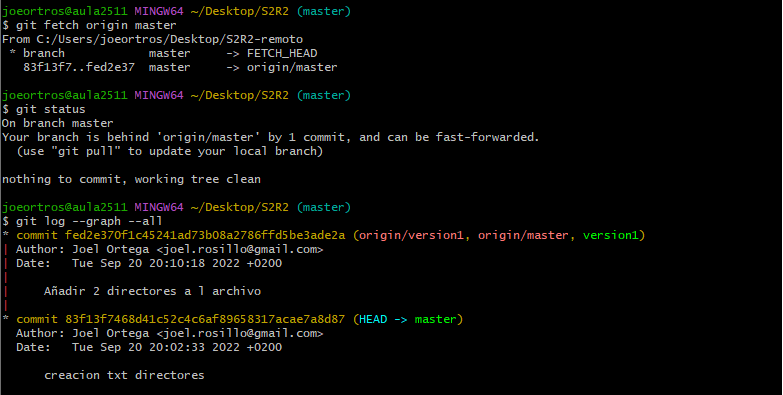 joeortros@aula2511 MINGW64 ~/Desktop/S2R2 (master)
$ git fetch origin master
From C:/Users/joeortros/Desktop/S2R2-remoto
 * branch            master     -> FETCH_HEAD
   83f13f7..fed2e37  master     -> origin/master

joeortros@aula2511 MINGW64 ~/Desktop/S2R2 (master)
$ git status
On branch master
Your branch is behind 'origin/master' by 1 commit, and can be fast-forwarded.
  (use "git pull" to update your local branch)

nothing to commit, working tree clean

joeortros@aula2511 MINGW64 ~/Desktop/S2R2 (master)
$ git log --graph --all
* commit fed2e370f1c45241ad73b08a2786ffd5be3ade2a (origin/version1, origin/master, version1)
| Author: Joel Ortega <joel.rosillo@gmail.com>
| Date:   Tue Sep 20 20:10:18 2022 +0200
|
|     Añadir 2 directores a l archivo
|
* commit 83f13f7468d41c52c4c6af89658317acae7a8d87 (HEAD -> master)
  Author: Joel Ortega <joel.rosillo@gmail.com>
  Date:   Tue Sep 20 20:02:33 2022 +0200

      creacion txt directores